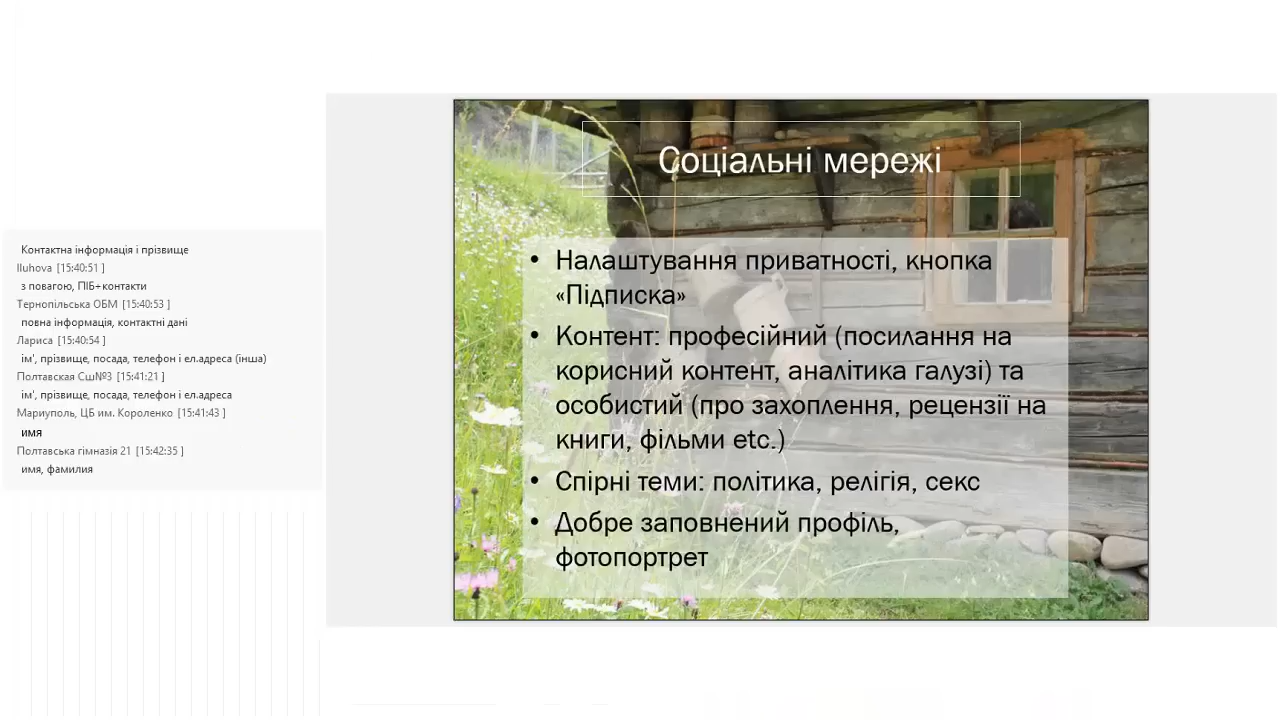 Контактна інформація і прізвище
Iluhova [15:40:51 ]
з повагою, ПІБ+контакти
Тернопільська ОБМ [15:40:53 ]
повна інформація, контактні дані
Лариса [15:40:54 ]
ім', прізвище, посада, телефон і ел.адреса (інша)
Полтавская Сш№3 [15:41:21 ]
ім', прізвище, посада, телефон і ел.адреса
Мариуполь, ЦБ им. Короленко [15:41:43 ]
имя
Полтавська гімназія 21 [15:42:35 ]
имя, фамилия
Соціальні мережі
• Налаштування приватності, кнопка
«Підписка»
• Контент: професійний (посилання на
корисний контент, аналітика галузі) та
особистий (про захоплення, рецензії на
книги, фільми etc.)
• Спірні теми: політика, релігія, секс
• Добре заповнений профіль,
фотопортрет